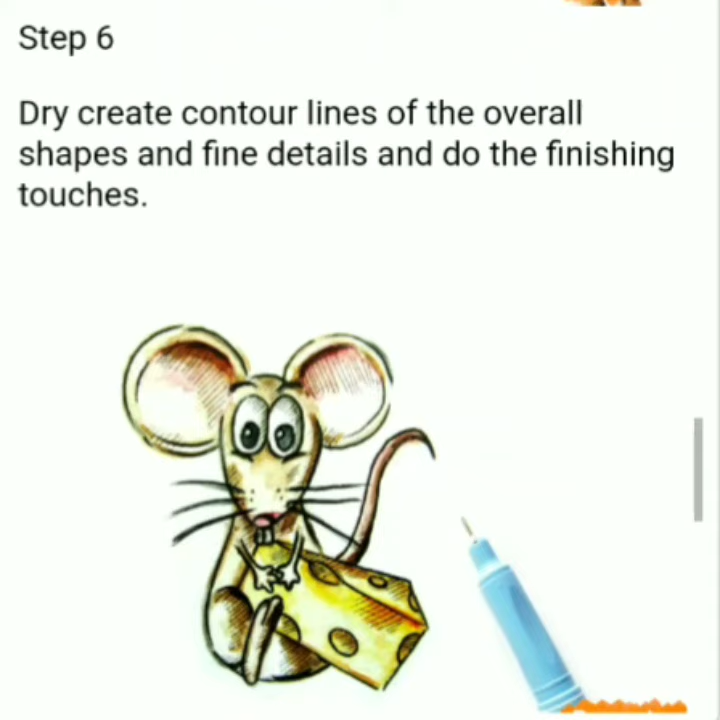 Step 6
Dry create contour lines of the overall
shapes and fine details and do the finishing
touches.